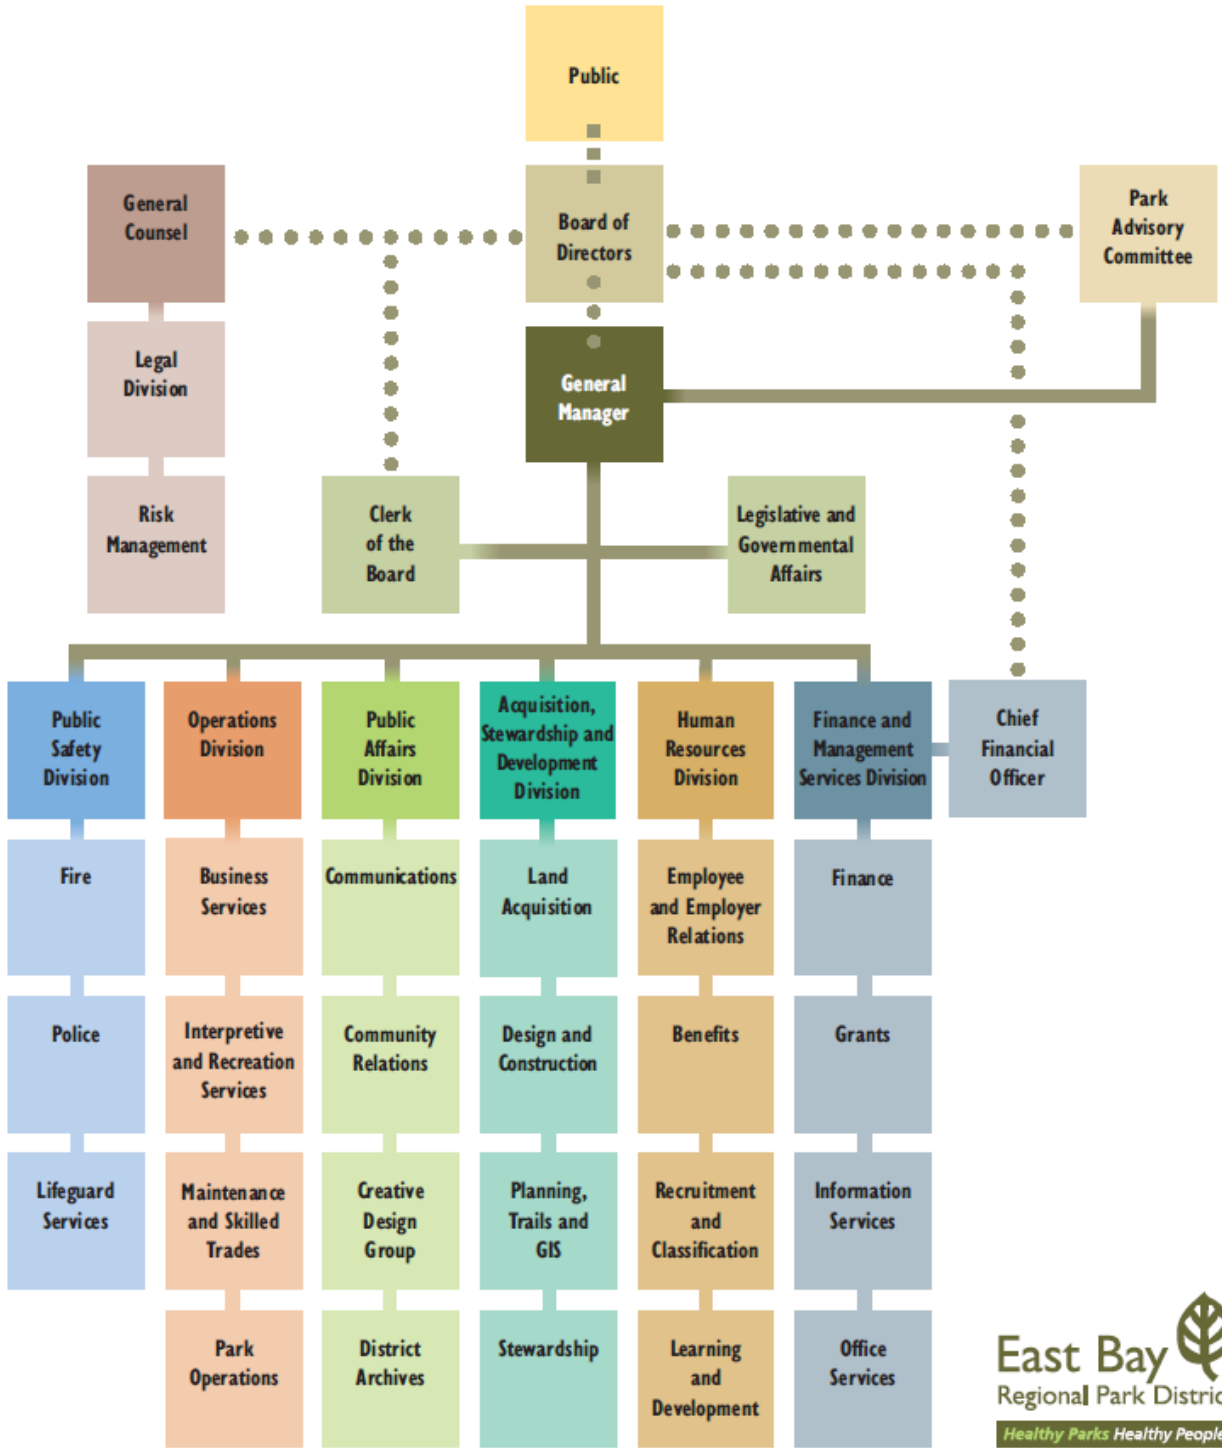 Public
General
Counsel
Board of
Directors
Park
Advisory
Committee
Legal
Division
General
Manager
Risk
Management
Clerk
of the
Board
Legislative and
Governmental
Affairs
Public
Safety
Division
Operations
Division
Public
Affairs
Division
Acquisition,
Stewardship and
Development
Division
Human
Resources
Division
Finance and
Management
Services Division
Chief
Financial
Officer
Fire
Business
Services
Communications
Land
Acquisition
Employee
and Employer
Relations
Finance
Police
Interpretive
and Recreation
Services
Community
Relations
Design and
Construction
Benefits
Grants
Lifeguard
Services
Maintenance
and Skilled
Trades
Creative
Design
Group
Planning,
Trails and
GIS
Recruitment
and
Classification
Information
Services
Park
Operations
District
Archives
Stewardship
Learning
and
Development
Office
Services
East Bay
Regional Park Distric
Healthy Parks Healthy People